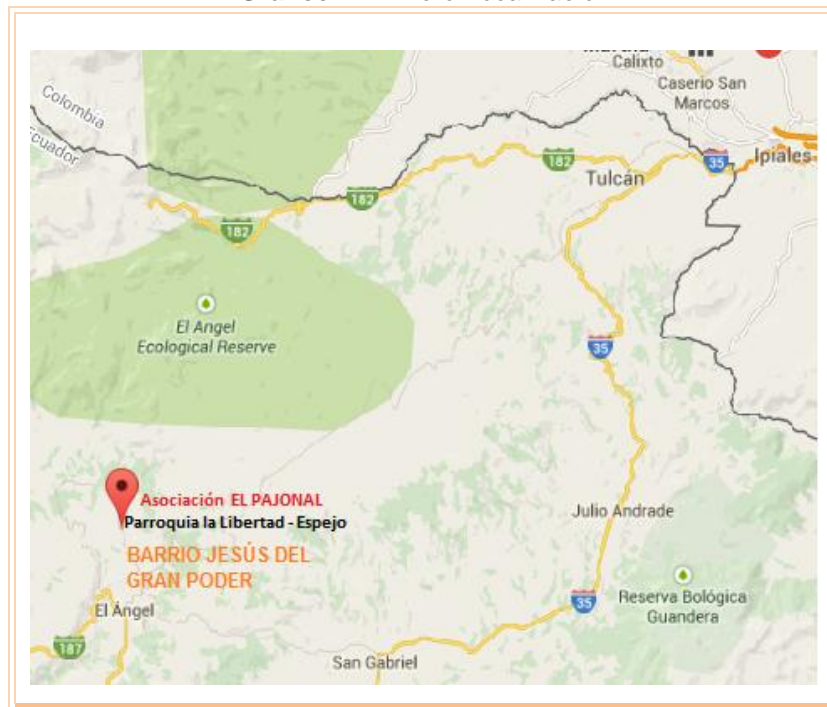 Calixto
Caserio San
Marcos
Colombia
Ecuador
Ipiales
182
35
Tulcán
182
182
El Angel
Ecological Reserve
35
Asociación EL PAJONAL
Parroquia la Libertad - Espejo
Julio Andrade
BARRIO JESÚS DEL
GRAN PODER
El Ángel
35
Reserva Bológica
Guandera
187
San Gabriel